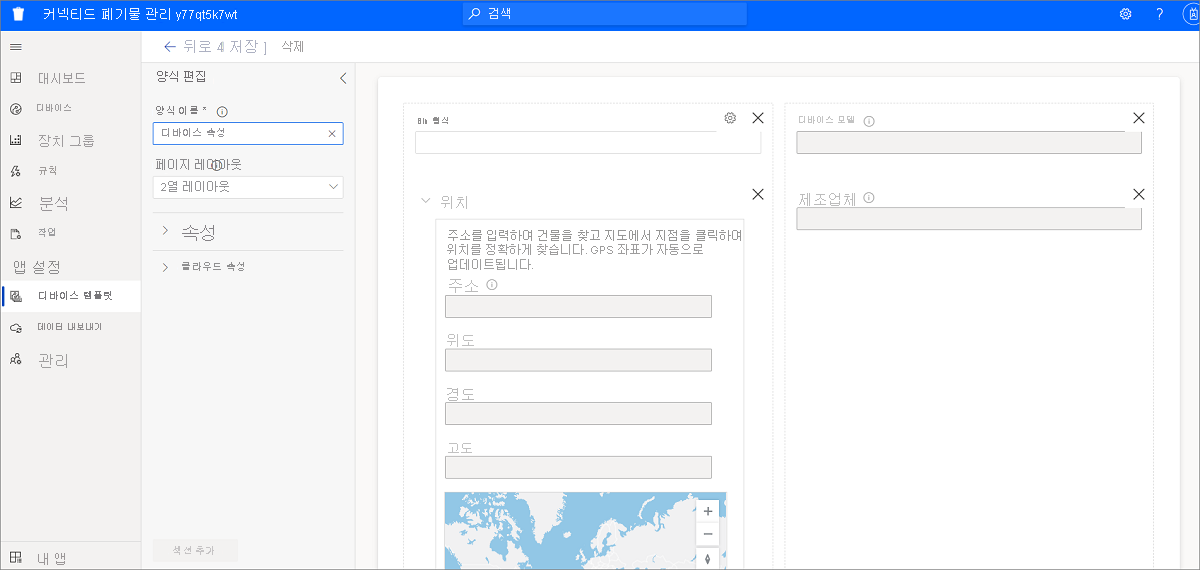 커넥티드 폐기물 관리 y77qt5k7wt
검색
뒤로 4I 저장 ] 삭제
대시보드
디바이스
장치 그룹
규칙
분석
작업
앱 설정
디바이스 템플릿
데이터 내보내기
관리
내 앱
양식 편집
양식 이름 *
디바이스 속성
페이지 레이아웃
2열 레이아웃
속성
클라우드 속성
섹션 추가
위치
주소를 입력하여 건물을 찾고 지도에서 지점을 클릭하여
위치를 정확하게 찾습니다. GPS 좌표가 자동으로
업데이트됩니다.
주소
위도
경도
고도
디바이스 모델
제조업체